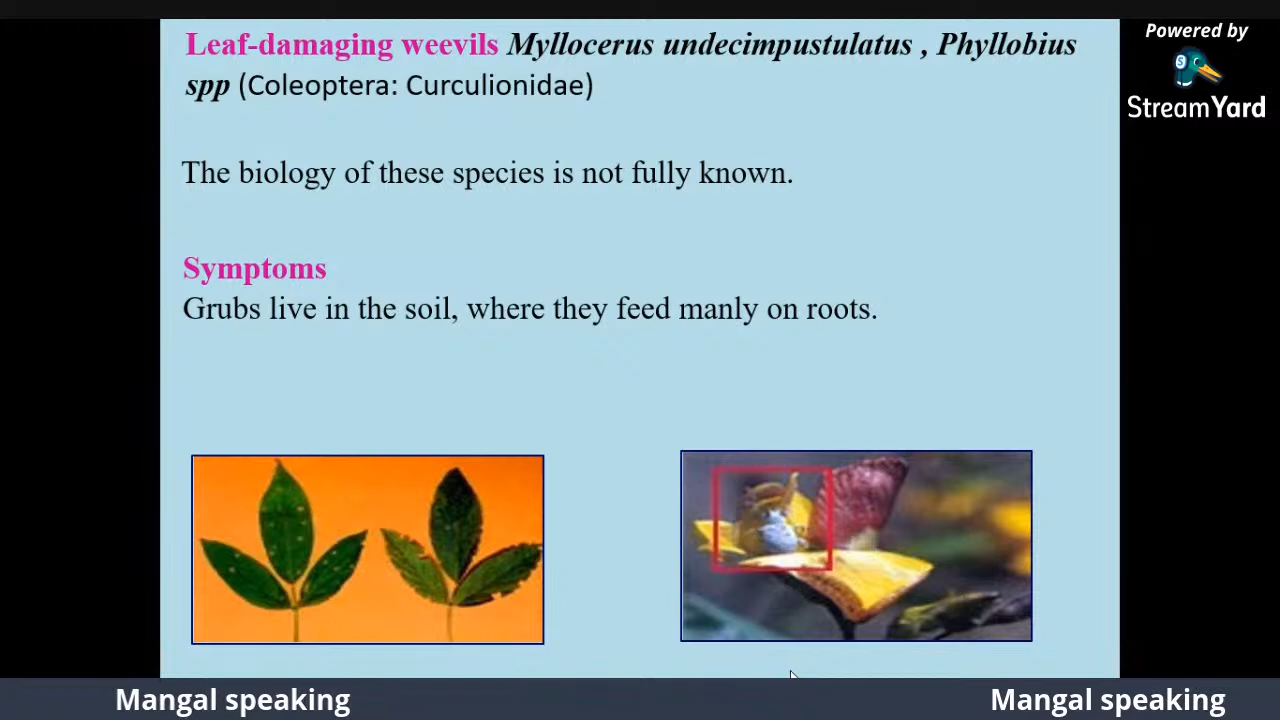 Leaf-damaging weevils Myllocerus undecimpustulatus , Phyllobius
spp (Coleoptera: Curculionidae)
The biology of these species is not fully known.
Symptoms
Grubs live in the soil, where they feed manly on roots.
Powered by
StreamYard
Mangal speaking
Mangal speaking